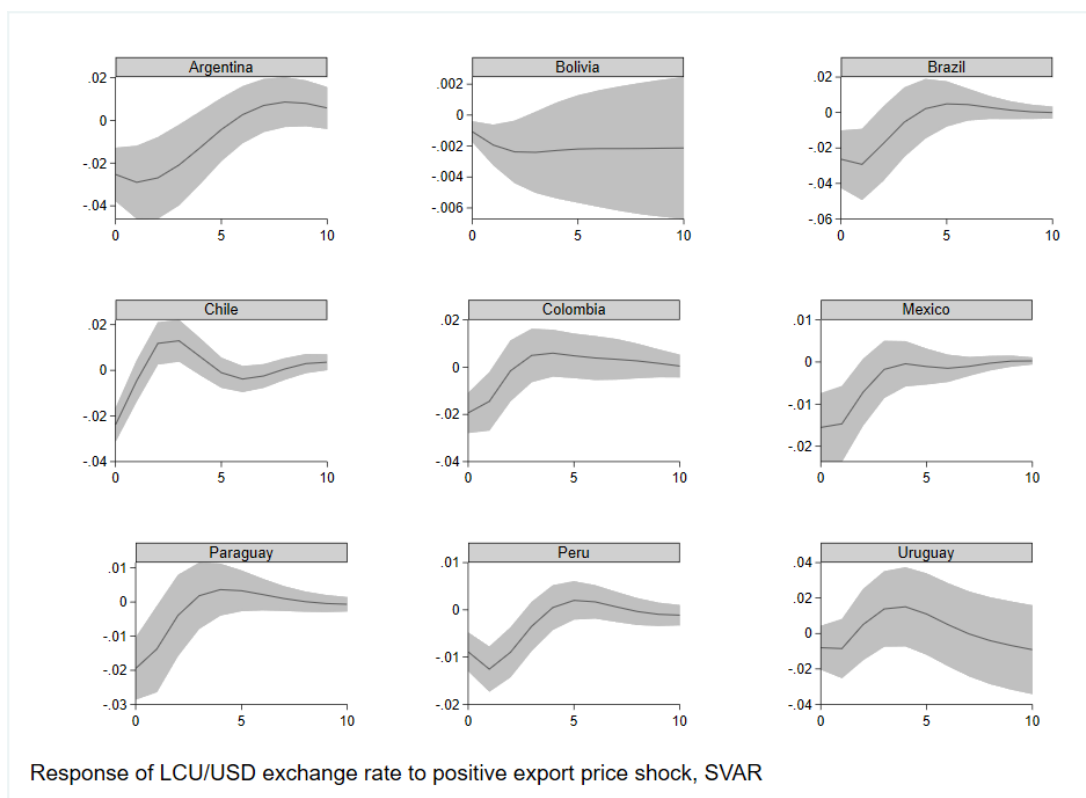 Argentina
.02
0
-.02
-.04
0 5 10
Bolivia
.002
0
-.002
-.004
-.006
0 5 10
Brazil
.02
0
-.02
-.04
-.06
0 5 10
Chile
.02
0
-.02
-.04
0 5 10
Colombia
.02
0
-.02
-.04
0 5 10
Mexico
.01
0
-.01
-.02
0 5 10
Paraguay
.01
0
-.01
-.02
-.03
0 5 10
Peru
.01
0
-.01
-.02
0 5 10
Uruguay
.04
.02
0
-.02
-.04
0 5 10
Response of LCU/USD exchange rate to positive export price shock, SVAR